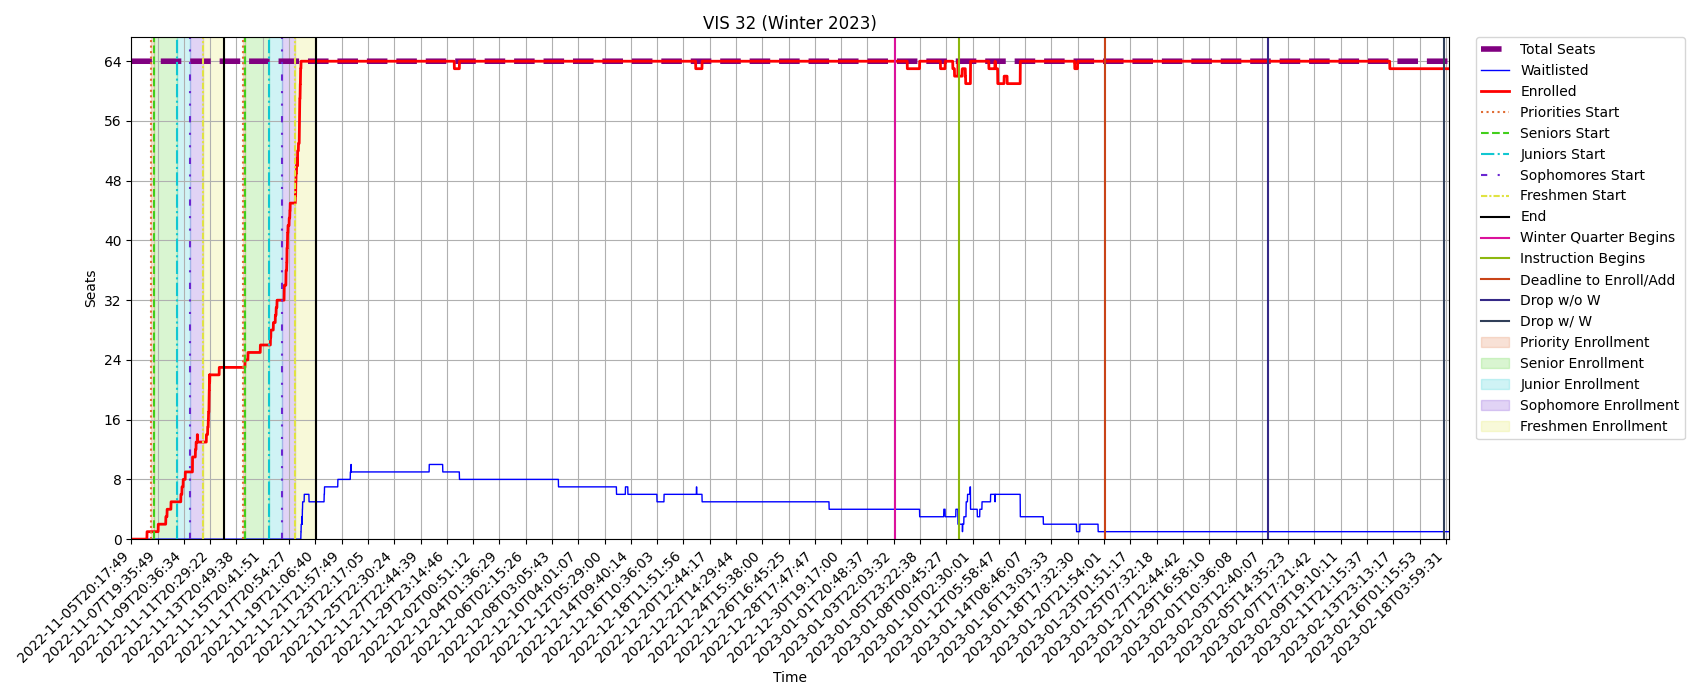 VIS 32 (Winter 2023)
Seats
64
56
48
40
32
24
16
8
0
2022-11-05T20:17:49
2022-11-07T19:35:49
2022-11-09T20:36:34
2022-11-11T20:29:22
2022-11-13T20:49:38
2022-11-15T20:41:51
2022-11-17T20:54:27
2022-11-19T21:06:40
2022-11-21T21:57:49
2022-11-23T22:17:05
2022-11-25T22:30:24
2022-11-27T22:44:39
2022-11-29T23:14:46
2022-12-02T00:51:12
2022-12-04T01:36:29
2022-12-06T02:15:26
2022-12-08T03:05:43
2022-12-10T04:01:07
2022-12-12T05:29:00
2022-12-14T09:40:14
2022-12-16T10:36:03
2022-12-18T11:51:56
2022-12-20T12:44:17
2022-12-22T14:29:44
2022-12-24T15:38:00
2022-12-26T16:45:25
2022-12-28T17:47:47
2022-12-30T19:17:00
2023-01-01T20:48:37
2023-01-03T22:03:32
2023-01-05T23:22:38
2023-01-08T00:45:27
2023-01-10T02:30:01
2023-01-12T05:58:47
2023-01-14T08:46:07
2023-01-16T13:03:33
2023-01-18T17:32:30
2023-01-20T21:54:01
2023-01-23T01:51:17
2023-01-25T07:32:18
2023-01-27T12:44:42
2023-01-29T16:58:10
2023-02-01T10:36:08
2023-02-03T12:40:07
2023-02-05T14:35:23
2023-02-07T17:21:42
2023-02-09T19:10:11
2023-02-11T21:15:37
2023-02-13T23:13:17
2023-02-16T01:15:53
2023-02-18T03:59:31
Time
Total Seats
Waitlisted
Enrolled
Priorities Start
Seniors Start
Juniors Start
Sophomores Start
Freshmen Start
End
Winter Quarter Begins
Instruction Begins
Deadline to Enroll/Add
Drop w/o W
Drop w/ W
Priority Enrollment
Senior Enrollment
Junior Enrollment
Sophomore Enrollment
Freshmen Enrollment